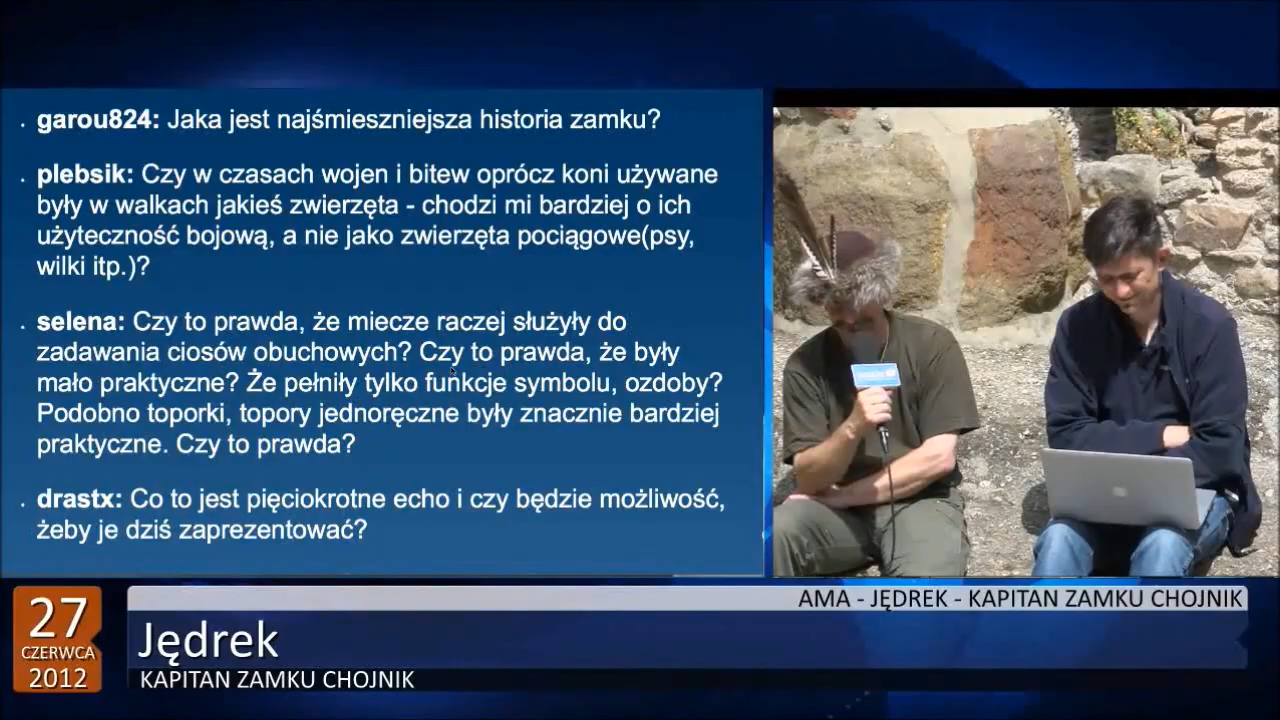 garou824: Jaka jest najśmieszniejsza historia zamku?
plebsik: Czy w czasach wojen i bitew oprócz koni używane
były w walkach jakieś zwierzęta - chodzi mi bardziej o ich
użyteczność bojową, a nie jako zwierzęta pociągowe(psy,
wilki itp.)?
selena: Czy to prawda, że miecze raczej służyły do
zadawania ciosów obuchowych? Czy to prawda, że były
mało praktyczne? Że pełniły tylko funkcje symbolu, ozdoby?
Podobno toporki, topory jednoręczne były znacznie bardziej
praktyczne. Czy to prawda?
drastx: Co to jest pięciokrotne echo i czy będzie możliwość,
żeby je dziś zaprezentować?
AMA - JĘDREK - KAPITAN ZAMKU CHOJNIK
27
CZERWCA
2012
Jędrek
KAPITAN ZAMKU CHOJNIK